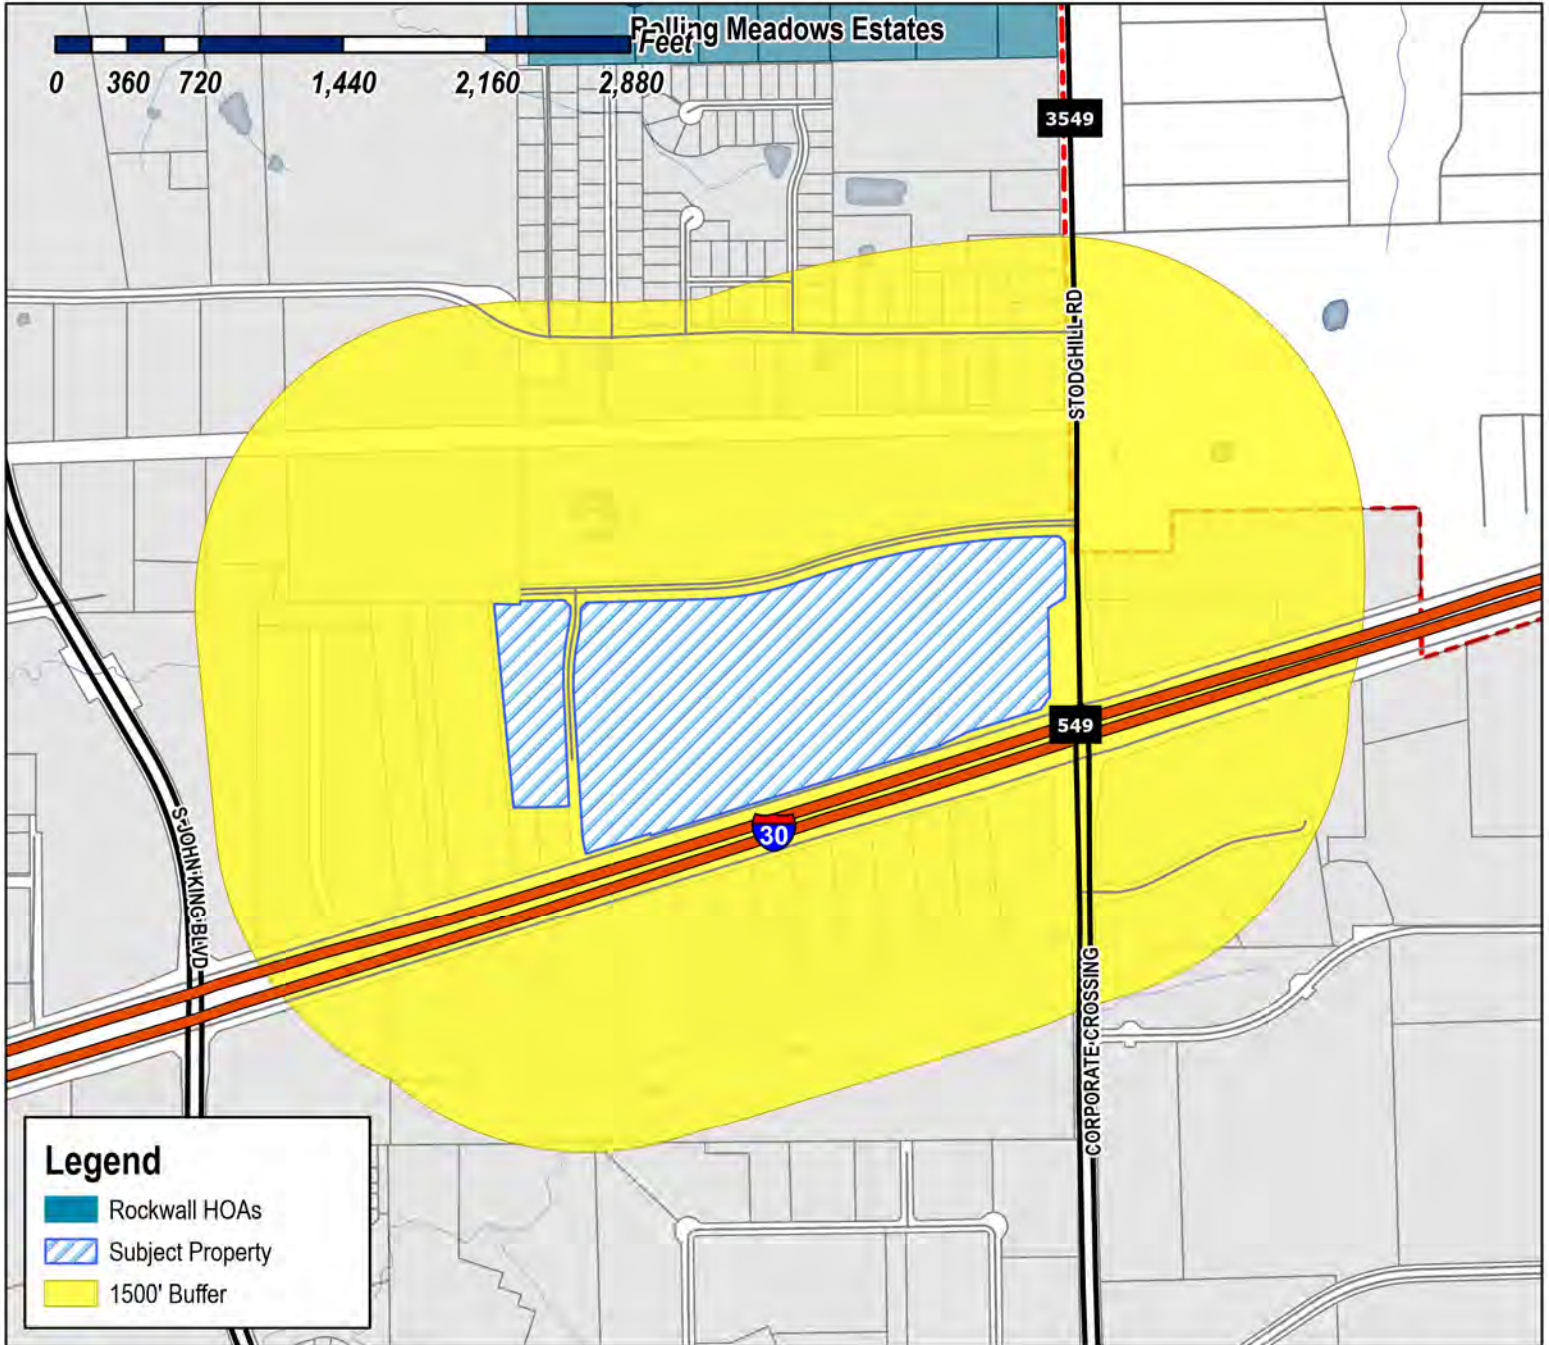 Rolling Meadows Estates
Feet
0 360 720 1,440 2,160 2,880
3549
STODGHILL RD
549
30
S JOHN KING BLVD
CORPORATE CROSSING
Legend
Rockwall HOAs
Subject Property
1500' Buffer